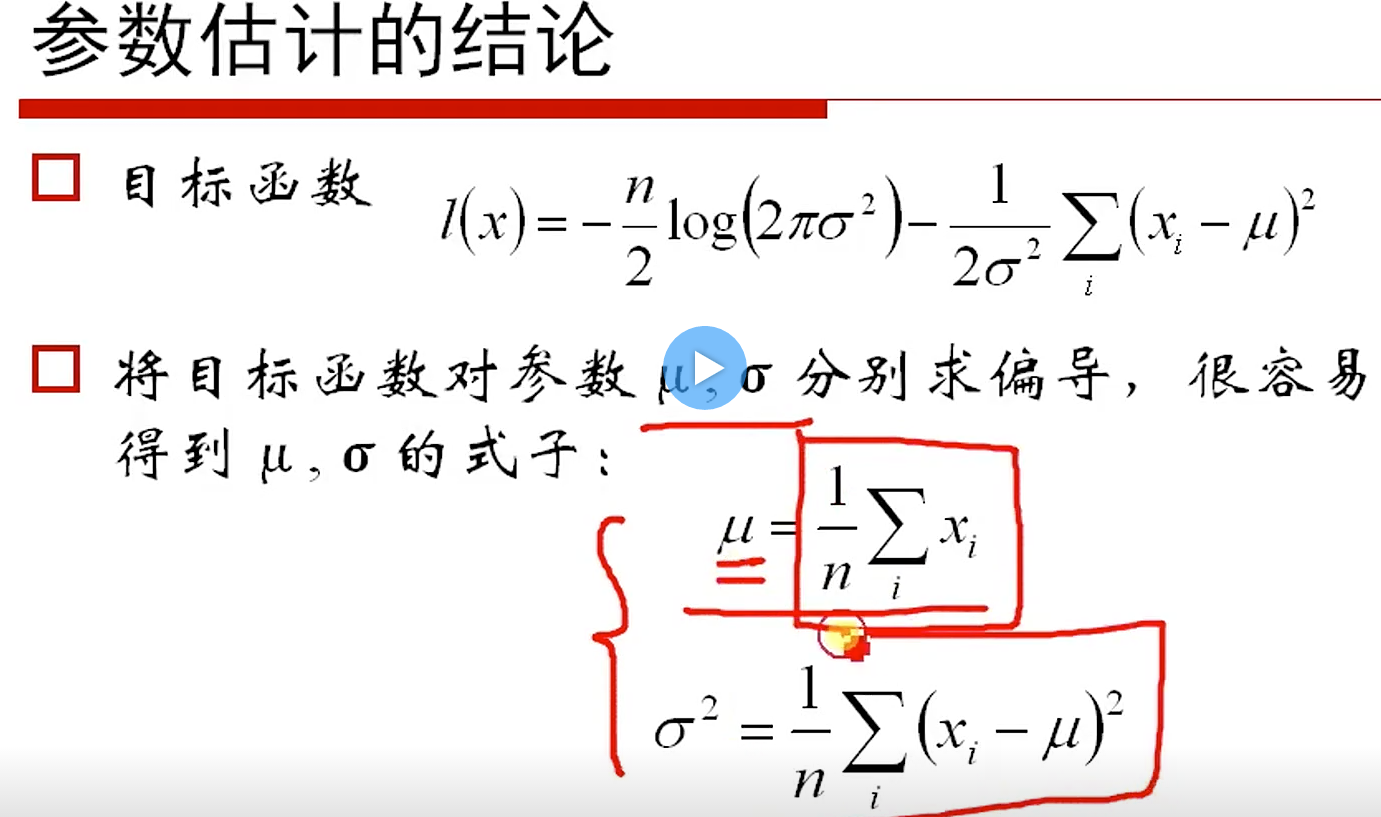 参数估计的结论
目标函数 l(x) = -\frac{n}{2}\log(2\pi\sigma^2) - \frac{1}{2\sigma^2}\sum_i (x_i - \mu)^2
将目标函数对参数 μ,σ 分别求偏导，很容易
得到 μ,σ 的式子：
\mu = \frac{1}{n}\sum_i x_i
\sigma^2 = \frac{1}{n}\sum_i (x_i - \mu)^2